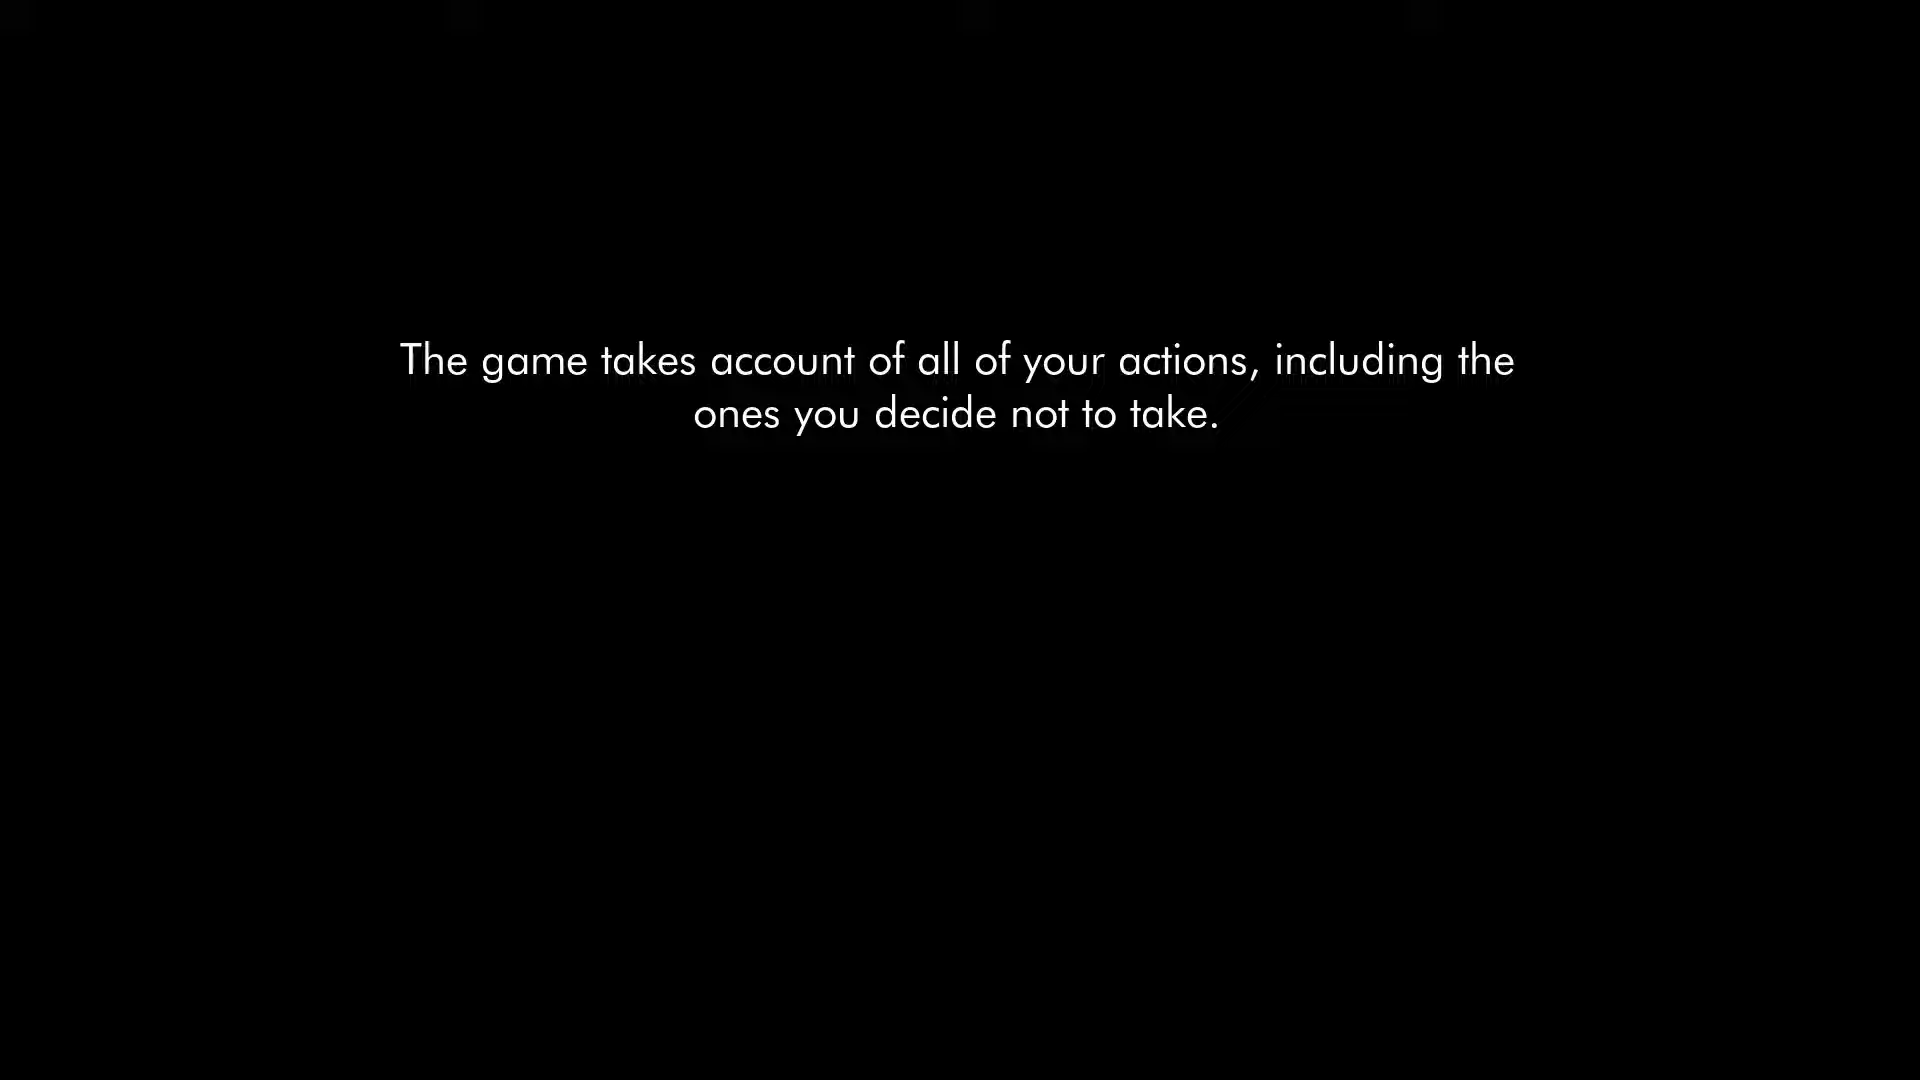 The game takes account of all of your actions, including the
ones you decide not to take.